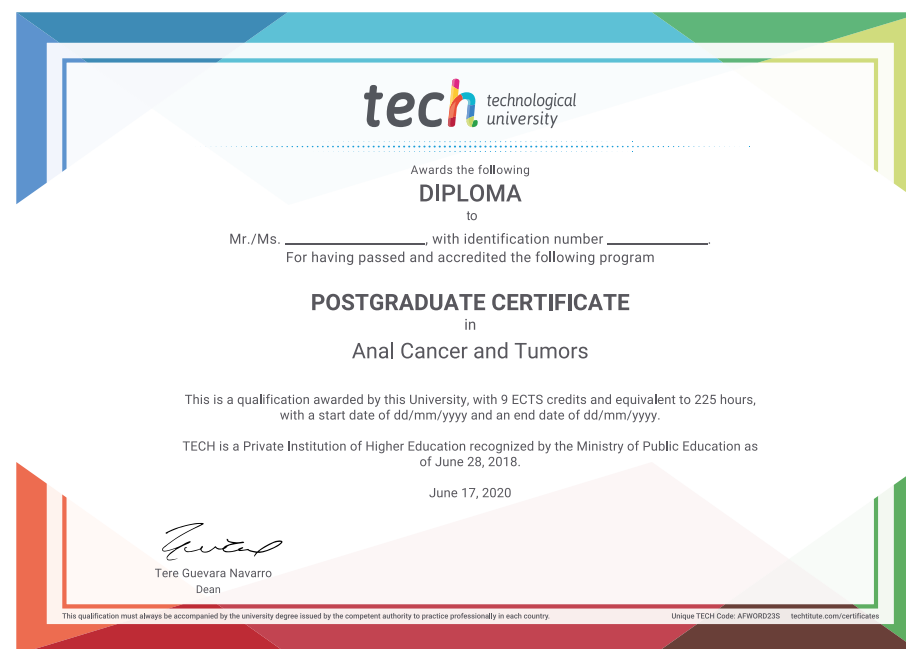 tech technological
university
Awards the following
DIPLOMA
to
Mr./Ms. ____________________, with identification number ______________.
For having passed and accredited the following program
POSTGRADUATE CERTIFICATE
in
Anal Cancer and Tumors
This is a qualification awarded by this University, with 9 ECTS credits and equivalent to 225 hours,
with a start date of dd/mm/yyyy and an end date of dd/mm/yyyy.
TECH is a Private Institution of Higher Education recognized by the Ministry of Public Education as
of June 28, 2018.
June 17, 2020
Tere Guevara Navarro
Dean
This qualification must always be accompanied by the university degree issued by the competent authority to practice professionally in each country.
Unique TECH Code: AFWORD23S techtitute.com/certificates